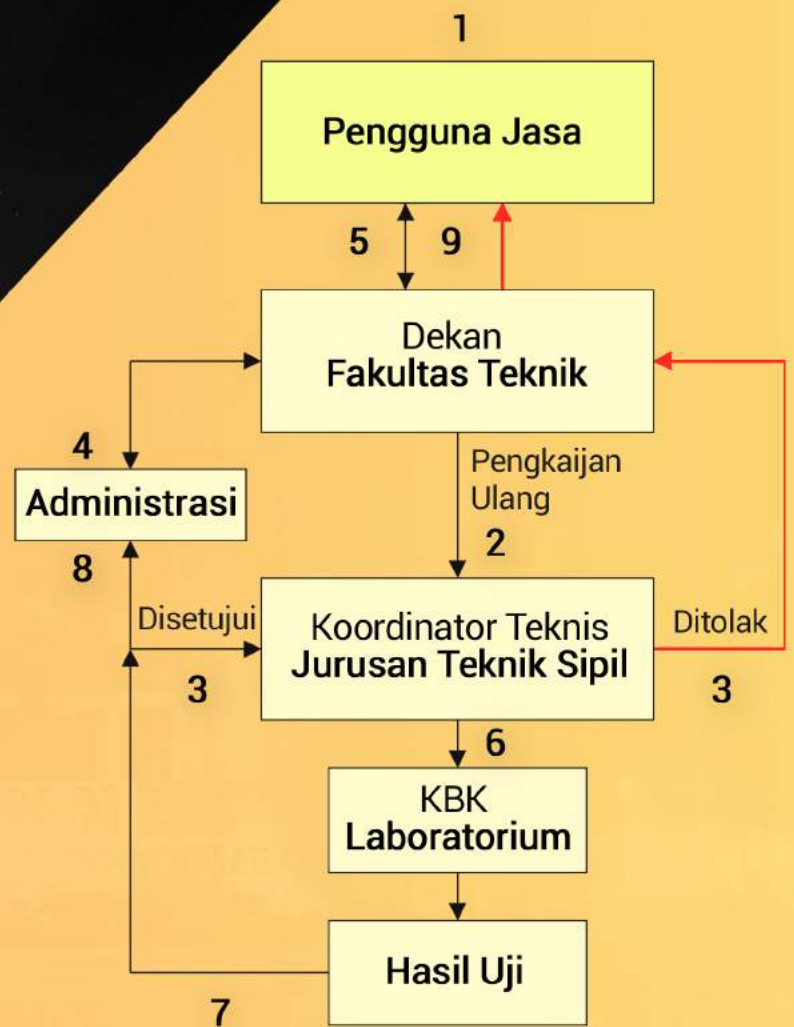 1
Pengguna Jasa
5
9
Dekan
Fakultas Teknik
4
Administrasi
8
Pengkaijan
Ulang
2
Disetujui
3
Koordinator Teknis
Jurusan Teknik Sipil
Ditolak
3
6
KBK
Laboratorium
Hasil Uji
7